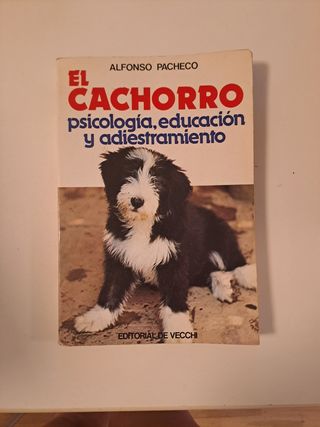 ALFONSO PACHECO
EL
CACHORRO
psicología, educación
y adiestramiento
EDITORIAL DE VECCHI